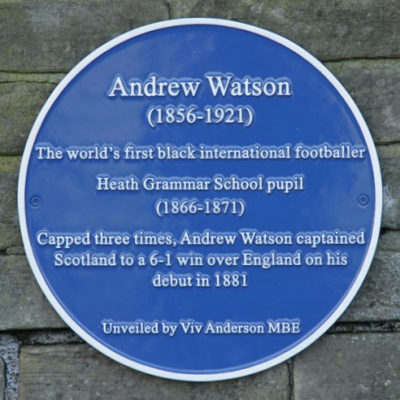 Andrew Watson
(1856-1921)
The world's first black international footballer
Heath Grammar School pupil
(1866-1871)
Capped three times, Andrew Watson captained
Scotland to a 6-1 win over England on his
debut in 1881
Unveiled by Viv Anderson MBE